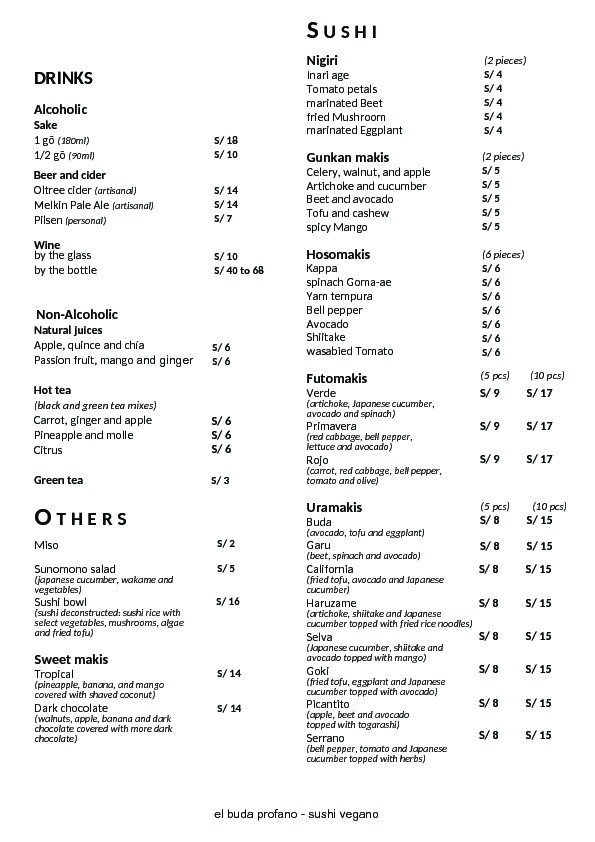 DRINKS
Alcoholic
Sake
1 gō (180ml) S/ 18
1/2 gō (90ml) S/ 10
Beer and cider
Oltree cider (artisanal) S/ 14
Melkin Pale Ale (artisanal) S/ 14
Pilsen (personal) S/ 7
Wine
by the glass S/ 10
by the bottle S/ 40 to 68
Non-Alcoholic
Natural juices
Apple, quince and chía S/ 6
Passion fruit, mango and ginger S/ 6
Hot tea
(black and green tea mixes)
Carrot, ginger and apple S/ 6
Pineapple and molle S/ 6
Citrus S/ 6
Green tea S/ 3
OTHERS
Miso S/ 2
Sunomono salad S/ 5
(japanese cucumber, wakame and
vegetables)
Sushi bowl S/ 16
(sushi deconstructed: sushi rice with
select vegetables, mushrooms, algae
and fried tofu)
Sweet makis
Tropical S/ 14
(pineapple, banana, and mango
covered with shaved coconut)
Dark chocolate S/ 14
(walnuts, apple, banana and dark
chocolate covered with more dark
chocolate)
SUSHI
Nigiri (2 pieces)
Inari age S/ 4
Tomato petals S/ 4
marinated Beet S/ 4
fried Mushroom S/ 4
marinated Eggplant S/ 4
Gunkan makis (2 pieces)
Celery, walnut, and apple S/ 5
Artichoke and cucumber S/ 5
Beet and avocado S/ 5
Tofu and cashew S/ 5
spicy Mango S/ 5
Hosomakis (6 pieces)
Kappa S/ 6
spinach Goma-ae S/ 6
Yam tempura S/ 6
Bell pepper S/ 6
Avocado S/ 6
Shiitake S/ 6
wasabied Tomato S/ 6
Futomakis (5 pcs) (10 pcs)
Verde S/ 9 S/ 17
(artichoke, Japanese cucumber,
avocado and spinach)
Primavera S/ 9 S/ 17
(red cabbage, bell pepper,
lettuce and avocado)
Rojo S/ 9 S/ 17
(carrot, red cabbage, bell pepper,
tomato and olive)
Uramakis (5 pcs) (10 pcs)
Buda S/ 8 S/ 15
(avocado, tofu and eggplant)
Garu S/ 8 S/ 15
(beet, spinach and avocado)
California S/ 8 S/ 15
(fried tofu, avocado and Japanese
cucumber)
Haruzame S/ 8 S/ 15
(artichoke, shiitake and Japanese
cucumber topped with fried rice noodles)
Selva S/ 8 S/ 15
(Japanese cucumber, shiitake and
avocado topped with mango)
Goki S/ 8 S/ 15
(fried tofu, eggplant and Japanese
cucumber topped with avocado)
Picantito S/ 8 S/ 15
(apple, beet and avocado
topped with togarashi)
Serrano S/ 8 S/ 15
(bell pepper, tomato and Japanese
cucumber topped with herbs)
el buda profano - sushi vegano